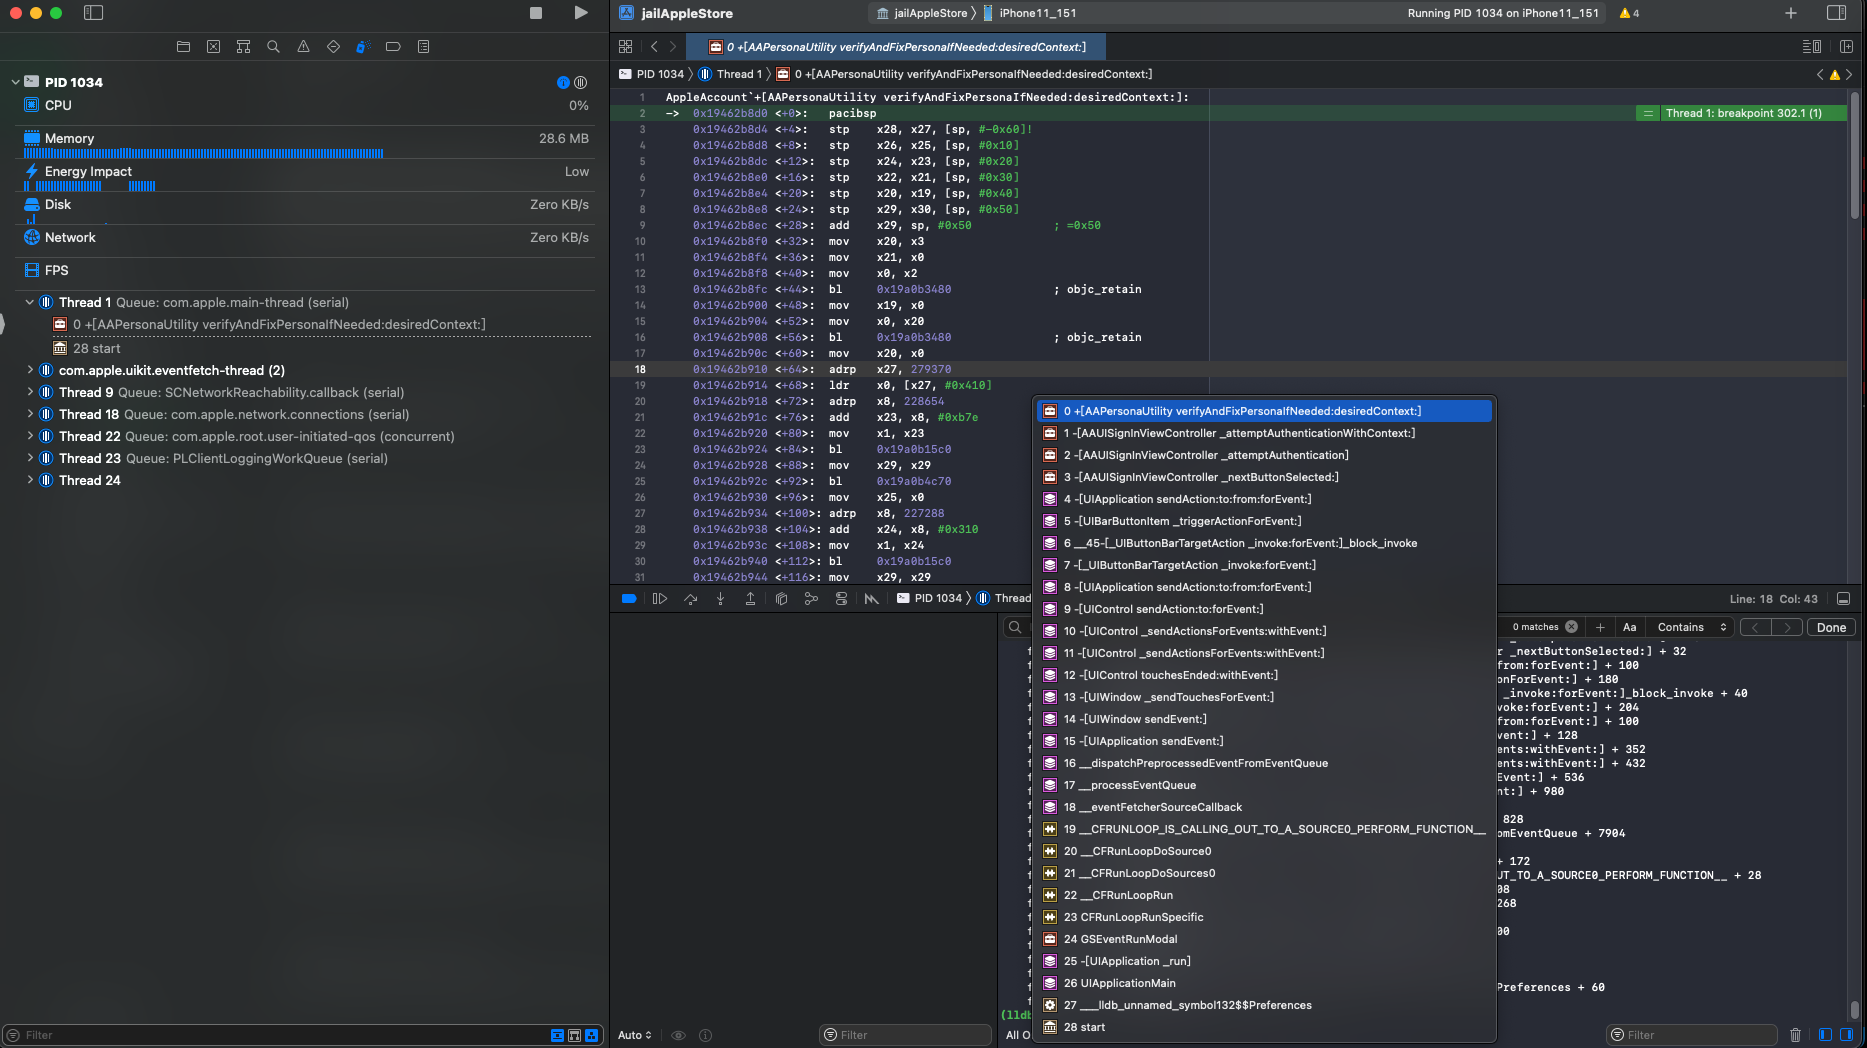 jailAppleStore
jailAppleStore
iPhone11_151
Running PID 1034 on iPhone11_151
4
0 +[AAPersonaUtility verifyAndFixPersonaIfNeeded:desiredContext:]
PID 1034
Thread 1
0 +[AAPersonaUtility verifyAndFixPersonaIfNeeded:desiredContext:]
PID 1034
CPU 0%
Memory 28.6 MB
Energy Impact Low
Disk Zero KB/s
Network Zero KB/s
FPS
Thread 1 Queue: com.apple.main-thread (serial)
0 +[AAPersonaUtility verifyAndFixPersonaIfNeeded:desiredContext:]
28 start
com.apple.uikit.eventfetch-thread (2)
Thread 9 Queue: SCNetworkReachability.callback (serial)
Thread 18 Queue: com.apple.network.connections (serial)
Thread 22 Queue: com.apple.root.user-initiated-qos (concurrent)
Thread 23 Queue: PLClientLoggingWorkQueue (serial)
Thread 24
Filter
1 AppleAccount`+[AAPersonaUtility verifyAndFixPersonaIfNeeded:desiredContext:]:
2 -> 0x19462b8d0 <+0>: pacibsp
Thread 1: breakpoint 302.1 (1)
3 0x19462b8d4 <+4>: stp x28, x27, [sp, #-0x60]!
4 0x19462b8d8 <+8>: stp x26, x25, [sp, #0x10]
5 0x19462b8dc <+12>: stp x24, x23, [sp, #0x20]
6 0x19462b8e0 <+16>: stp x22, x21, [sp, #0x30]
7 0x19462b8e4 <+20>: stp x20, x19, [sp, #0x40]
8 0x19462b8e8 <+24>: stp x29, x30, [sp, #0x50]
9 0x19462b8ec <+28>: add x29, sp, #0x50 ; =0x50
10 0x19462b8f0 <+32>: mov x20, x3
11 0x19462b8f4 <+36>: mov x21, x0
12 0x19462b8f8 <+40>: mov x0, x2
13 0x19462b8fc <+44>: bl 0x19a0b3480 ; objc_retain
14 0x19462b900 <+48>: mov x19, x0
15 0x19462b904 <+52>: mov x0, x20
16 0x19462b908 <+56>: bl 0x19a0b3480 ; objc_retain
17 0x19462b90c <+60>: mov x20, x0
18 0x19462b910 <+64>: adrp x27, 279370
19 0x19462b914 <+68>: ldr x0, [x27, #0x410]
20 0x19462b918 <+72>: adrp x8, 228654
21 0x19462b91c <+76>: add x23, x8, #0xb7e
22 0x19462b920 <+80>: mov x1, x23
23 0x19462b924 <+84>: bl 0x19a0b15c0
24 0x19462b928 <+88>: mov x29, x29
25 0x19462b92c <+92>: bl 0x19a0b4c70
26 0x19462b930 <+96>: mov x25, x0
27 0x19462b934 <+100>: adrp x8, 227288
28 0x19462b938 <+104>: add x24, x8, #0x310
29 0x19462b93c <+108>: mov x1, x24
30 0x19462b940 <+112>: bl 0x19a0b15c0
31 0x19462b944 <+116>: mov x29, x29
PID 1034
Thread
Line: 18 Col: 43
0 +[AAPersonaUtility verifyAndFixPersonaIfNeeded:desiredContext:]
1 -[AAUISignInViewController _attemptAuthenticationWithContext:]
2 -[AAUISignInViewController _attemptAuthentication]
3 -[AAUISignInViewController _nextButtonSelected:]
4 -[UIApplication sendAction:to:from:forEvent:]
5 -[UIBarButtonItem _triggerActionForEvent:]
6 __45-[_UIButtonBarTargetAction _invoke:forEvent:]_block_invoke
7 -[_UIButtonBarTargetAction _invoke:forEvent:]
8 -[UIApplication sendAction:to:from:forEvent:]
9 -[UIControl sendAction:to:forEvent:]
10 -[UIControl _sendActionsForEvents:withEvent:]
11 -[UIControl _sendActionsForEvents:withEvent:]
12 -[UIControl touchesEnded:withEvent:]
13 -[UIWindow _sendTouchesForEvent:]
14 -[UIWindow sendEvent:]
15 -[UIApplication sendEvent:]
16 __dispatchPreprocessedEventFromEventQueue
17 __processEventQueue
18 __eventFetcherSourceCallback
19 __CFRUNLOOP_IS_CALLING_OUT_TO_A_SOURCE0_PERFORM_FUNCTION__
20 __CFRunLoopDoSource0
21 __CFRunLoopDoSources0
22 __CFRunLoopRun
23 CFRunLoopRunSpecific
24 GSEventRunModal
25 -[UIApplication _run]
26 UIApplicationMain
27 ___lldb_unnamed_symbol132$$Preferences
28 start
0 matches
Aa
Contains
Done
r _nextButtonSelected:] + 32
from:forEvent:] + 100
onForEvent:] + 180
_invoke:forEvent:]_block_invoke + 40
voke:forEvent:] + 204
from:forEvent:] + 100
vent:] + 128
ents:withEvent:] + 352
ents:withEvent:] + 432
Event:] + 536
nt:] + 980
828
omEventQueue + 7904
+ 172
UT_TO_A_SOURCE0_PERFORM_FUNCTION__ + 28
08
268
00
Preferences + 60
(lldb
Auto
Filter
All O
Filter